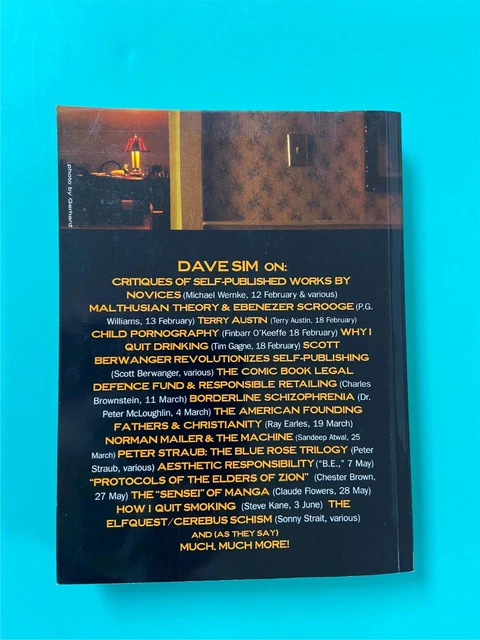 photo by Gerhard
DAVE SIM ON:
CRITIQUES OF SELF-PUBLISHED WORKS BY
NOVICES (Michael Wernke, 12 February & various)
MALTHUSIAN THEORY & EBENEZER SCROOGE (P.G.
Williams, 13 February) TERRY AUSTIN (Terry Austin, 18 February)
CHILD PORNOGRAPHY (Finbarr O'Keeffe 18 February) WHY I
QUIT DRINKING (Tim Gagne, 18 February) SCOTT
BERWANGER REVOLUTIONIZES SELF-PUBLISHING
(Scott Berwanger, various) THE COMIC BOOK LEGAL
DEFENCE FUND & RESPONSIBLE RETAILING (Charles
Brownstein, 11 March) BORDERLINE SCHIZOPHRENIA (Dr.
Peter McLoughlin, 4 March) THE AMERICAN FOUNDING
FATHERS & CHRISTIANITY (Ray Earles, 19 March)
NORMAN MAILER & THE MACHINE (Sandeep Atwal, 25
March) PETER STRAUB: THE BLUE ROSE TRILOGY (Peter
Straub, various) AESTHETIC RESPONSIBILITY ("B.E.," 7 May)
"PROTOCOLS OF THE ELDERS OF ZION" (Chester Brown,
27 May) THE "SENSEI" OF MANGA (Claude Flowers, 28 May)
HOW I QUIT SMOKING (Steve Kane, 3 June) THE
ELFQUEST/CEREBUS SCHISM (Sonny Strait, various)
AND (AS THEY SAY)
MUCH, MUCH MORE!